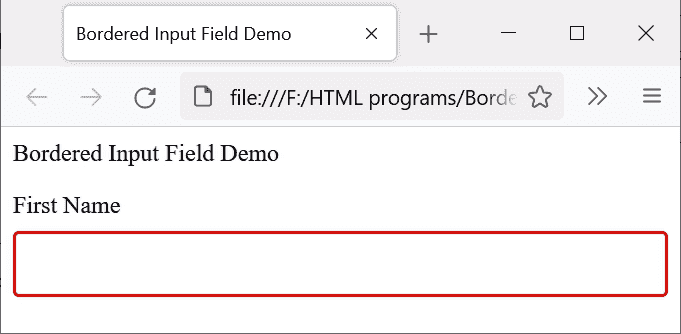 Bordered Input Field Demo
file:///F:/HTML programs/Borde
Bordered Input Field Demo
First Name